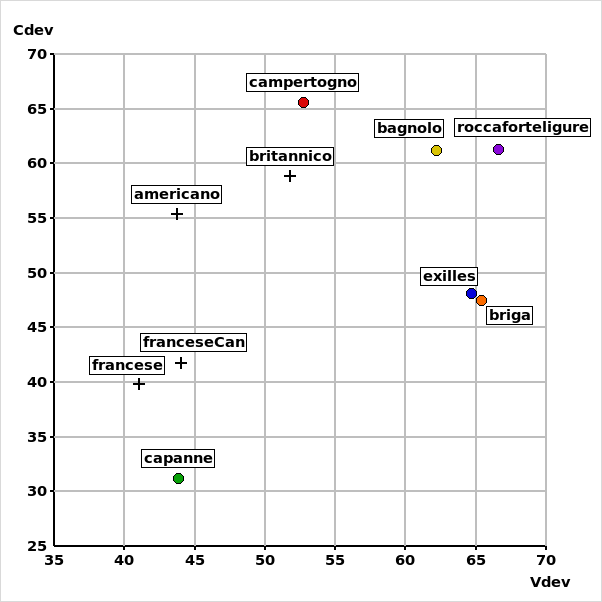 Cdev
70
campertogno
65
bagnolo roccaforteligure
60
britannico
americano
55
50
exilles
briga
45
franceseCan
francese
40
35
capanne
30
25
35 40 45 50 55 60 65 70
Vdev